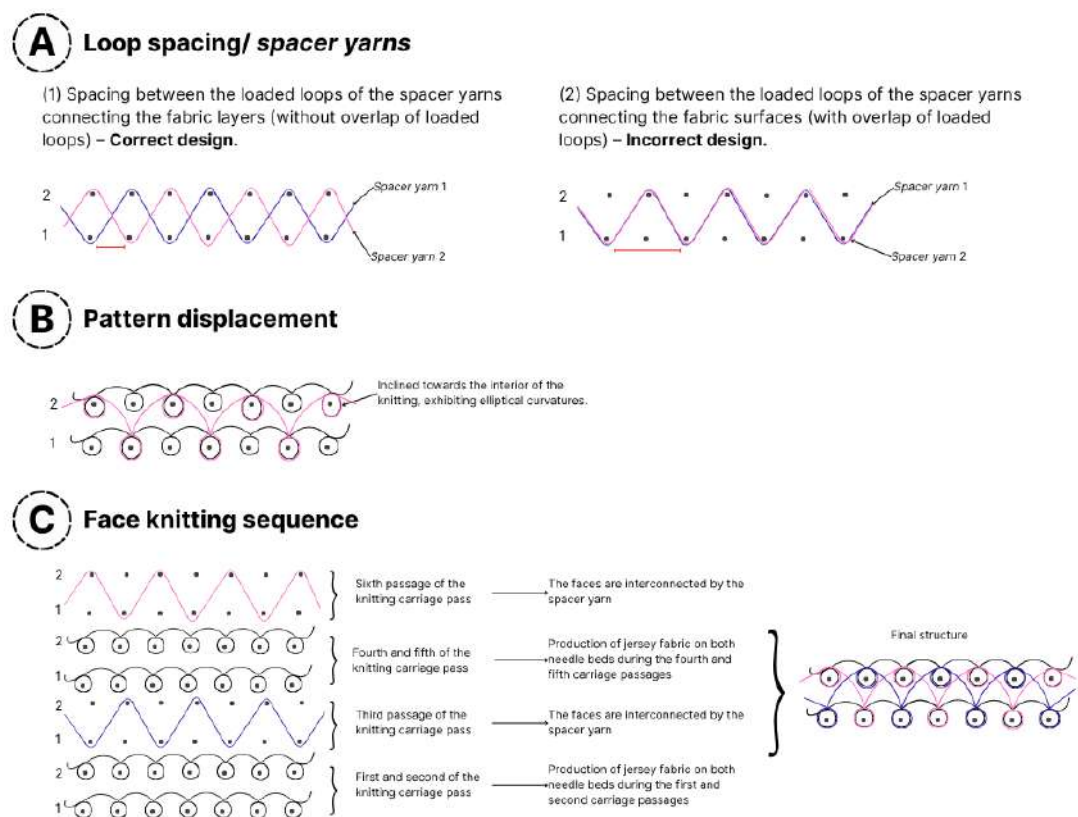 A Loop spacing/ spacer yarns
(1) Spacing between the loaded loops of the spacer yarns
connecting the fabric layers (without overlap of loaded
loops) – Correct design.
2
1
Spacer yarn 1
Spacer yarn 2
(2) Spacing between the loaded loops of the spacer yarns
connecting the fabric surfaces (with overlap of loaded
loops) – Incorrect design.
2
1
Spacer yarn 1
Spacer yarn 2
B Pattern displacement
2
1
Inclined towards the interior of the
knitting, exhibiting elliptical curvatures.
C Face knitting sequence
2
1
Sixth passage of the
knitting carriage pass
The faces are interconnected by the
spacer yarn
2
1
Fourth and fifth of the
knitting carriage pass
Production of jersey fabric on both
needle beds during the fourth and
fifth carriage passages
2
1
Third passage of the
knitting carriage pass
The faces are interconnected by the
spacer yarn
2
1
First and second of the
knitting carriage pass
Production of jersey fabric on both
needle beds during the first and
second carriage passages
Final structure